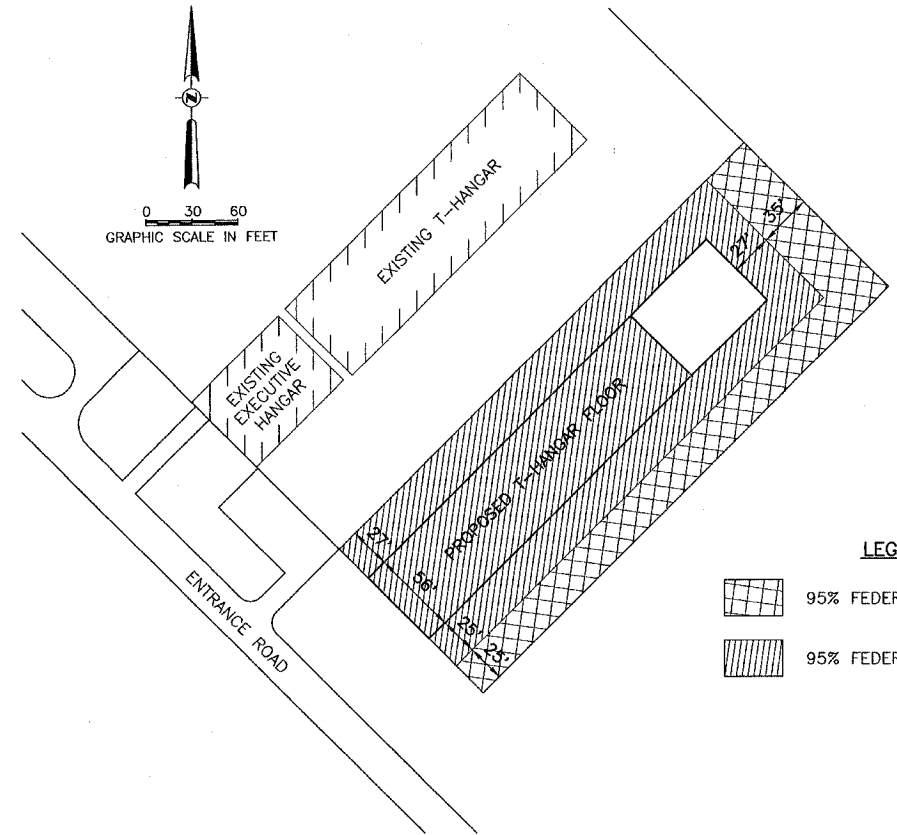 N
0 30 60
GRAPHIC SCALE IN FEET
EXISTING T-HANGAR
EXISTING
EXECUTIVE
HANGAR
35'
27'
PROPOSED T-HANGAR FLOOR
27'
56'
25'
25'
ENTRANCE ROAD
LEG
95% FEDER
95% FEDER